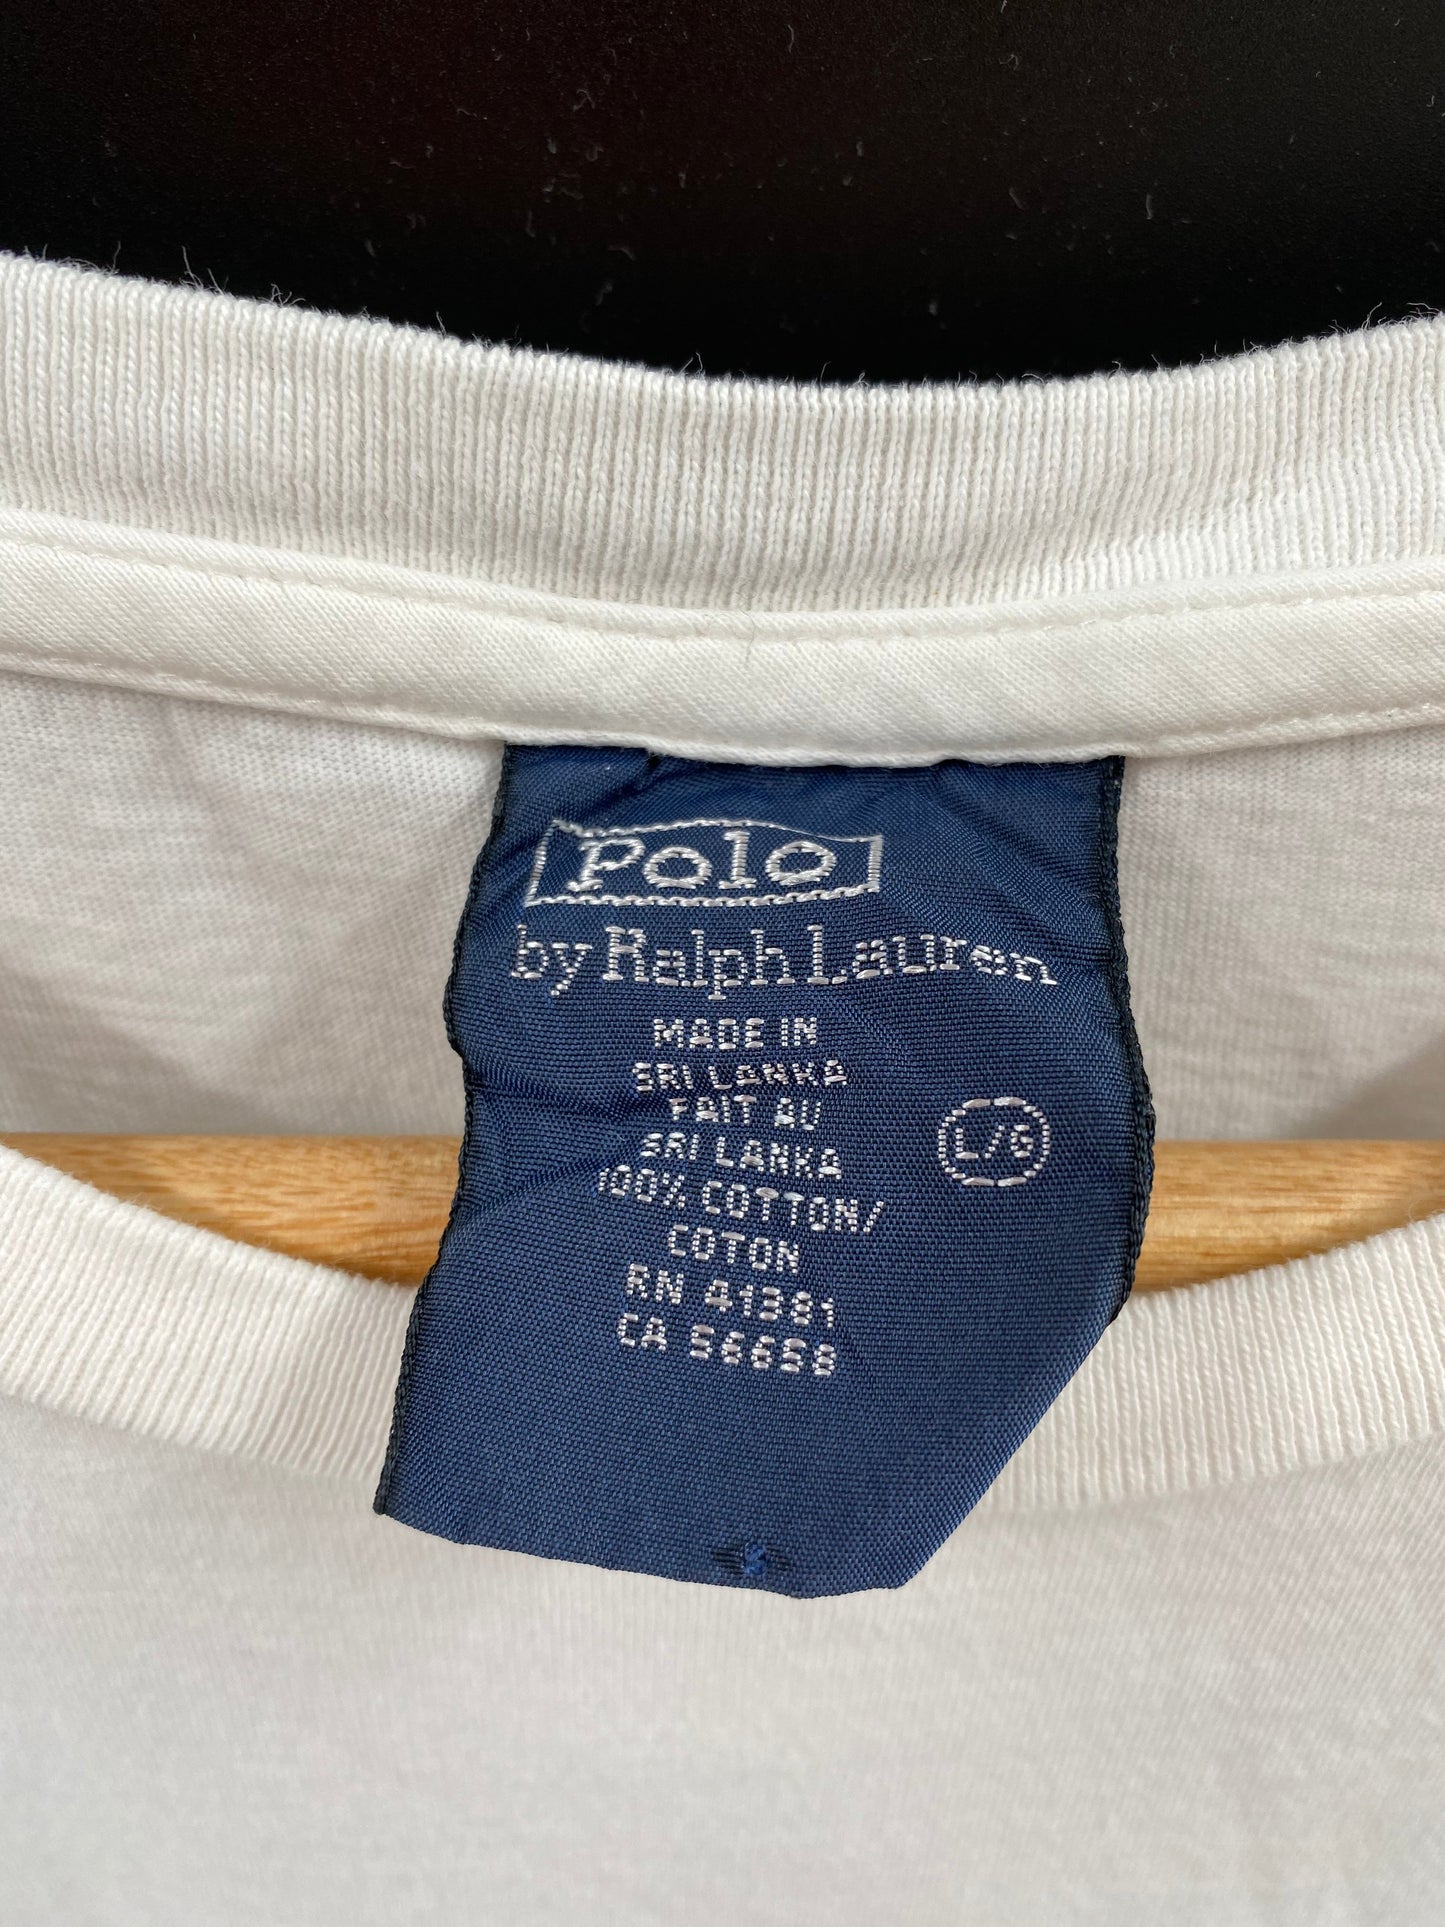 Polo
by Ralph Lauren
MADE IN
SRI LANKA
FAIT AU
SRI LANKA
100% COTTON/
COTON
RN 41381
CA 56658
L/G